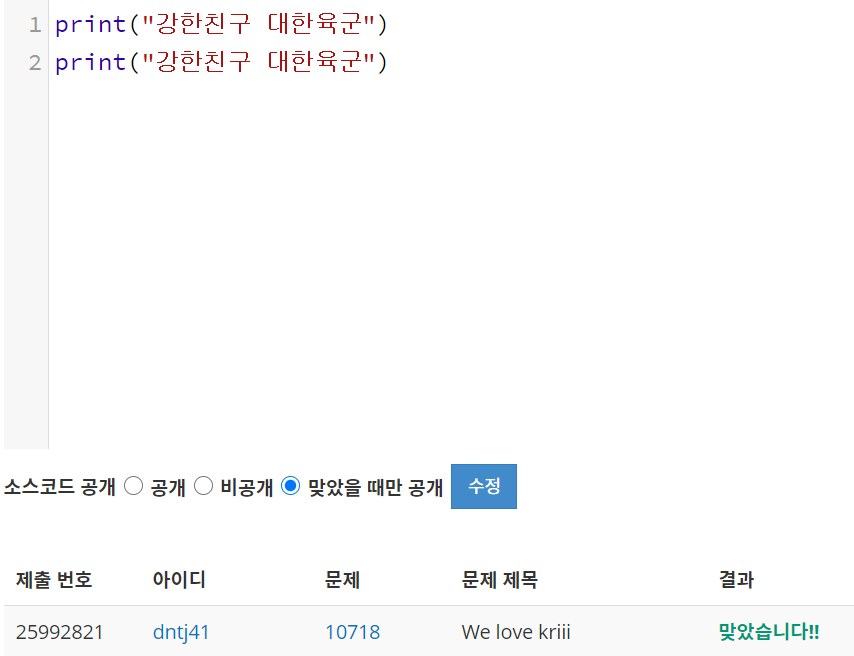 1 print("강한친구 대한육군")
2 print("강한친구 대한육군")
소스코드 공개 공개 비공개 맞았을 때만 공개 수정
제출 번호 아이디 문제 문제 제목 결과
25992821 dntj41 10718 We love kriii 맞았습니다!!